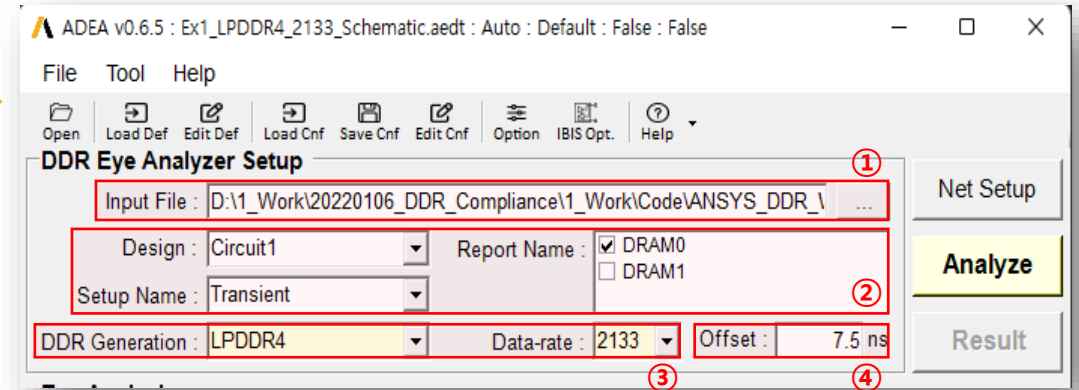 ADEA v0.6.5 : Ex1_LPDDR4_2133_Schematic.aedt : Auto : Default : False : False
File Tool Help
Open Load Def Edit Def Load Cnf Save Cnf Edit Cnf Option IBIS Opt. Help
DDR Eye Analyzer Setup ①
Input File : D:\1_Work\20220106_DDR_Compliance\1_Work\Code\ANSYS_DDR_\ ... Net Setup
Design : Circuit1 Report Name : DRAM0
DRAM1 Analyze
Setup Name : Transient ②
DDR Generation : LPDDR4 Data-rate : 2133 Offset : 7.5 ns Result
③ ④